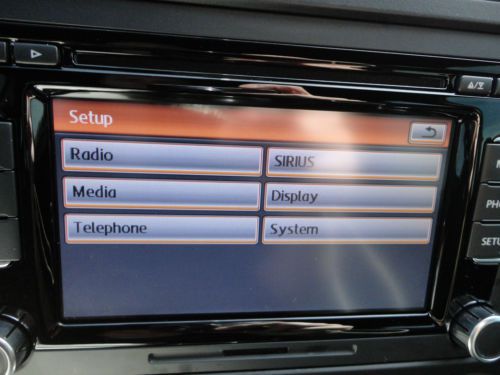 Setup
Radio
SIRIUS
Media
Display
Telephone
System